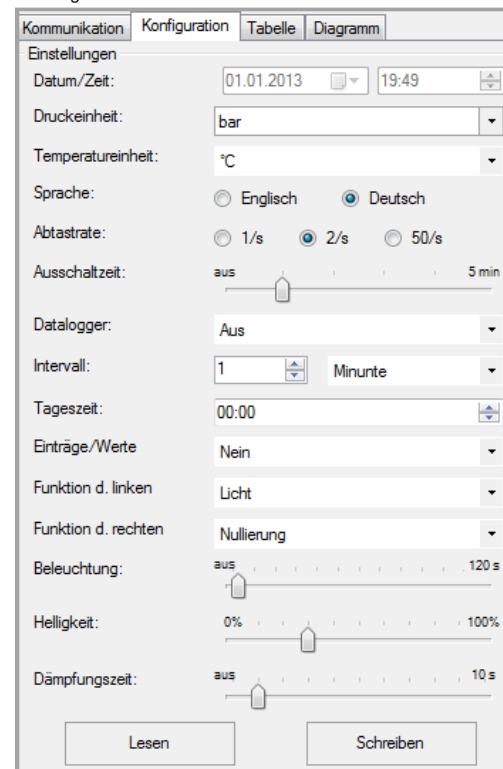 Kommunikation Konfiguration Tabelle Diagramm
Einstellungen
Datum/Zeit: 01.01.2013 19:49
Druckeinheit: bar
Temperatureinheit: °C
Sprache: Englisch Deutsch
Abtastrate: 1/s 2/s 50/s
Ausschaltzeit: aus 5 min
Datalogger: Aus
Intervall: 1 Minunte
Tageszeit: 00:00
Einträge/Werte Nein
Funktion d. linken Licht
Funktion d. rechten Nullierung
Beleuchtung: aus 120 s
Helligkeit: 0% 100%
Dämpfungszeit: aus 10 s
Lesen Schreiben